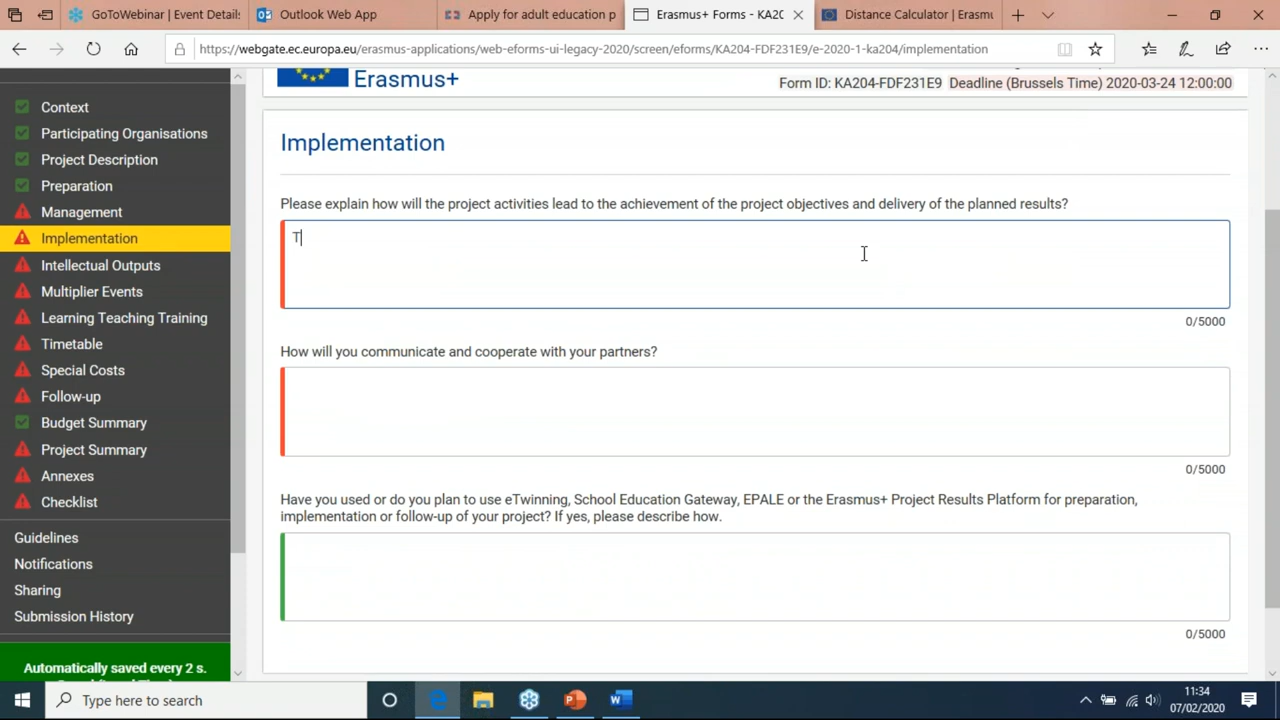 GoToWebinar | Event Details
Outlook Web App
Apply for adult education p
Erasmus+ Forms - KA20
Distance Calculator | Erasmu
https://webgate.ec.europa.eu/erasmus-applications/web-eforms-ui-legacy-2020/screen/eforms/KA204-FDF231E9/e-2020-1-ka204/implementation
Context
Participating Organisations
Project Description
Preparation
Management
Implementation
Intellectual Outputs
Multiplier Events
Learning Teaching Training
Timetable
Special Costs
Follow-up
Budget Summary
Project Summary
Annexes
Checklist
Guidelines
Notifications
Sharing
Submission History
Automatically saved every 2 s.
Erasmus+
Form ID: KA204-FDF231E9 Deadline (Brussels Time) 2020-03-24 12:00:00
Implementation
Please explain how will the project activities lead to the achievement of the project objectives and delivery of the planned results?
T
0/5000
How will you communicate and cooperate with your partners?
0/5000
Have you used or do you plan to use eTwinning, School Education Gateway, EPALE or the Erasmus+ Project Results Platform for preparation,
implementation or follow-up of your project? If yes, please describe how.
0/5000
Type here to search
11:34
07/02/2020